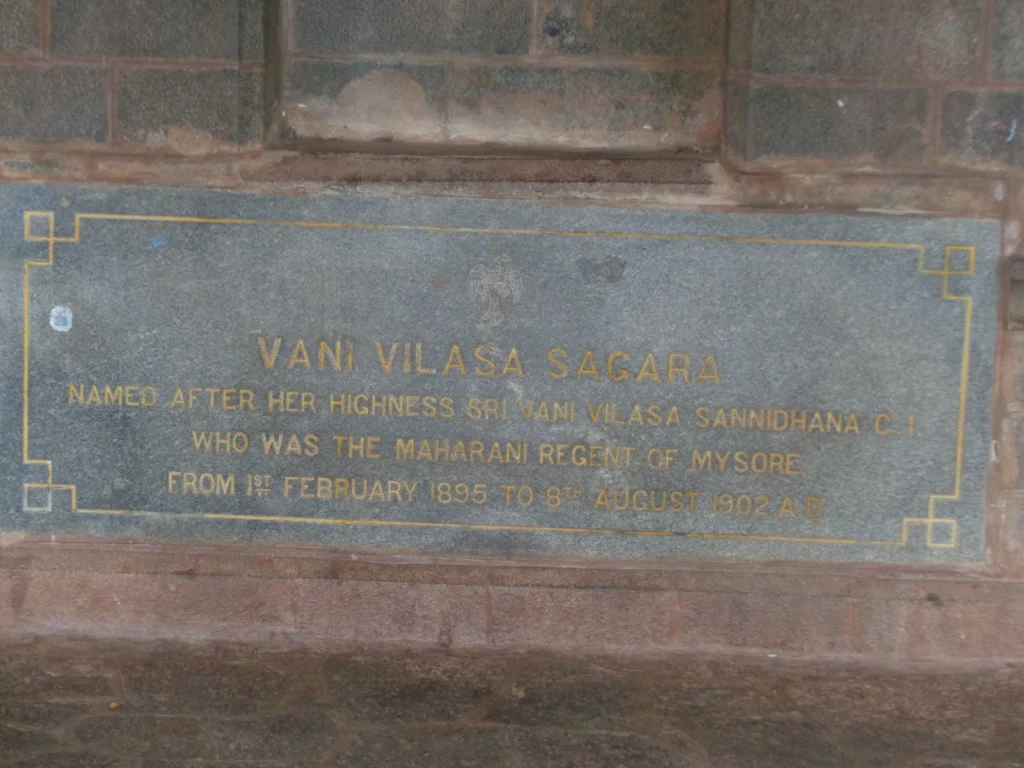 VANI VILASA SAGARA
NAMED AFTER HER HIGHNESS SRI VANI VILASA SANNIDHANA C. I.
WHO WAS THE MAHARANI REGENT OF MYSORE,
FROM 1ST FEBRUARY 1895 TO 8TH AUGUST 1902 A.D.